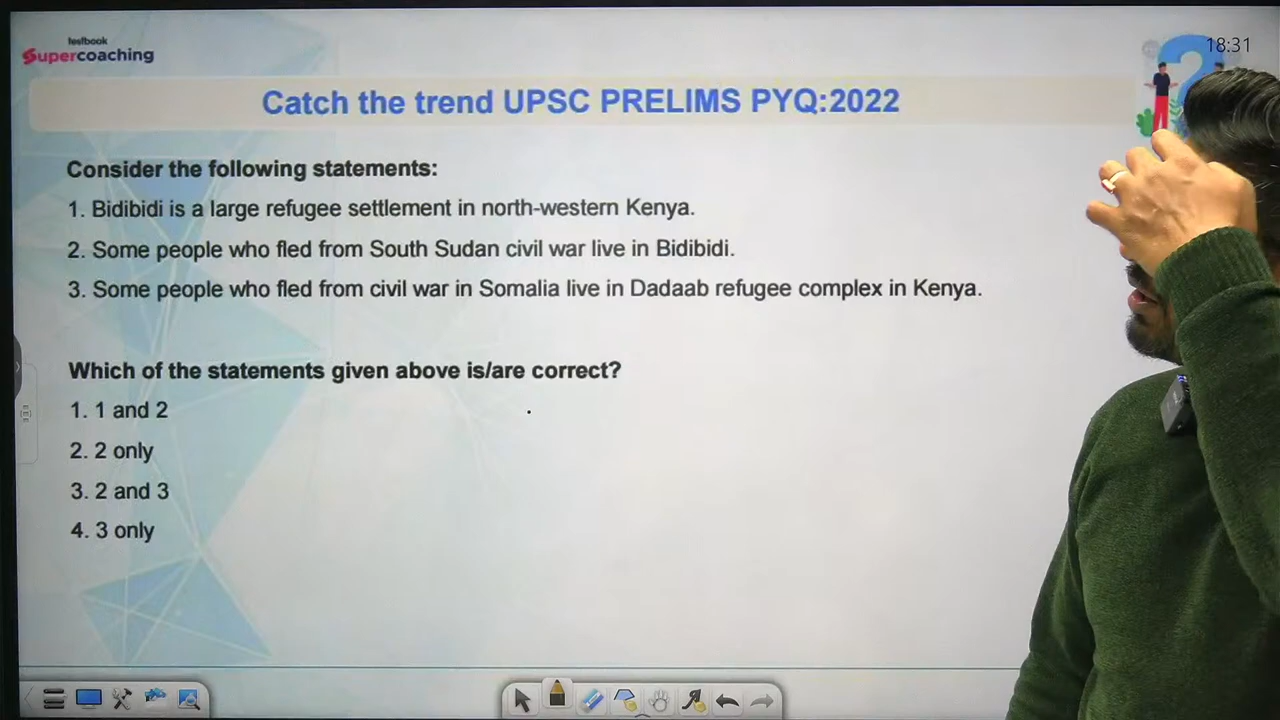 testbook
Supercoaching
18:31
Catch the trend UPSC PRELIMS PYQ:2022
Consider the following statements:
1. Bidibidi is a large refugee settlement in north-western Kenya.
2. Some people who fled from South Sudan civil war live in Bidibidi.
3. Some people who fled from civil war in Somalia live in Dadaab refugee complex in Kenya.
Which of the statements given above is/are correct?
1. 1 and 2
2. 2 only
3. 2 and 3
4. 3 only